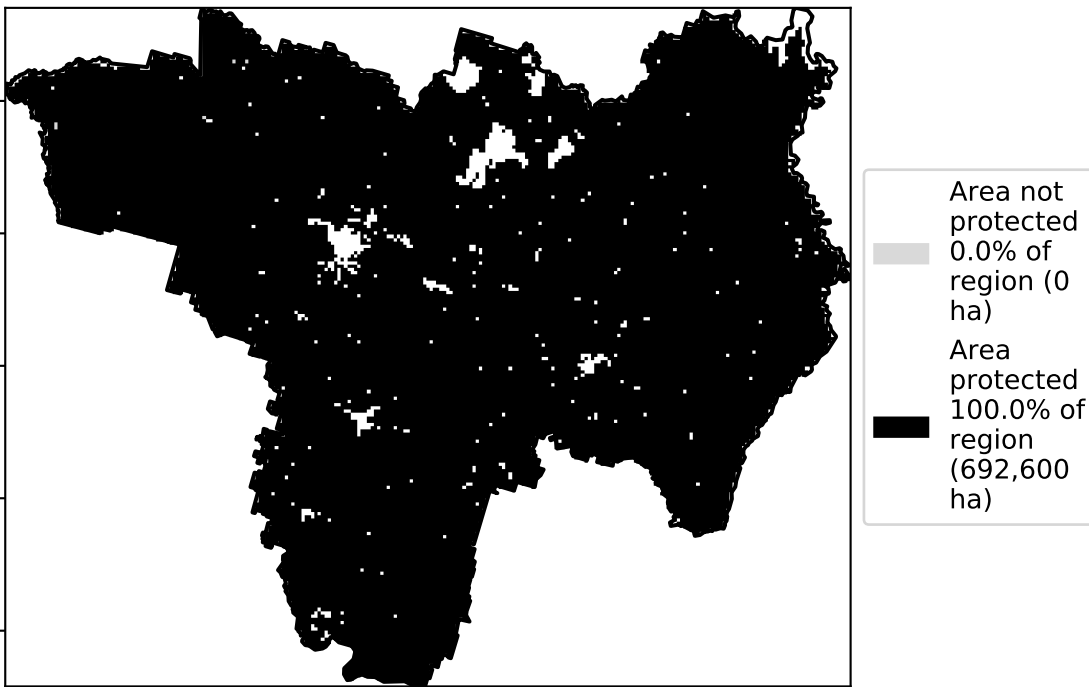 Area not
protected
0.0% of
region (0
ha)
Area
protected
100.0% of
region
(692,600
ha)